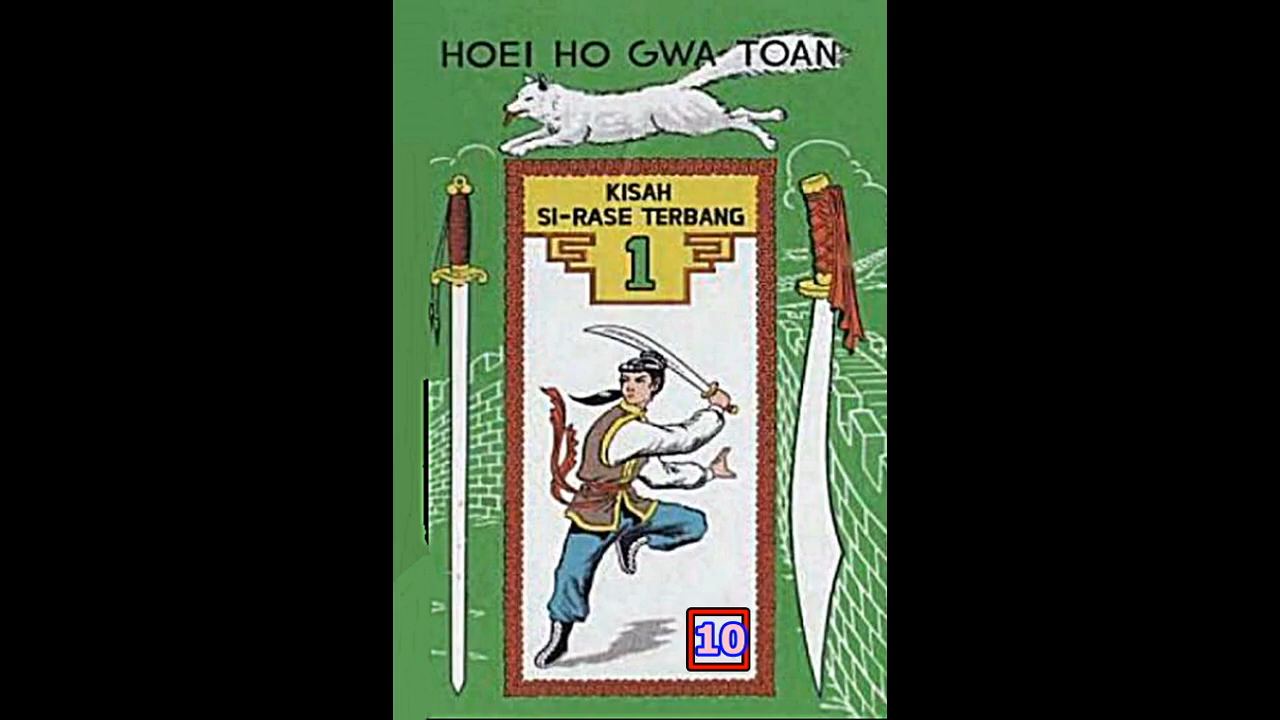 HOEI HO GWA TOAN
KISAH
SI-RASE TERBANG
1
10